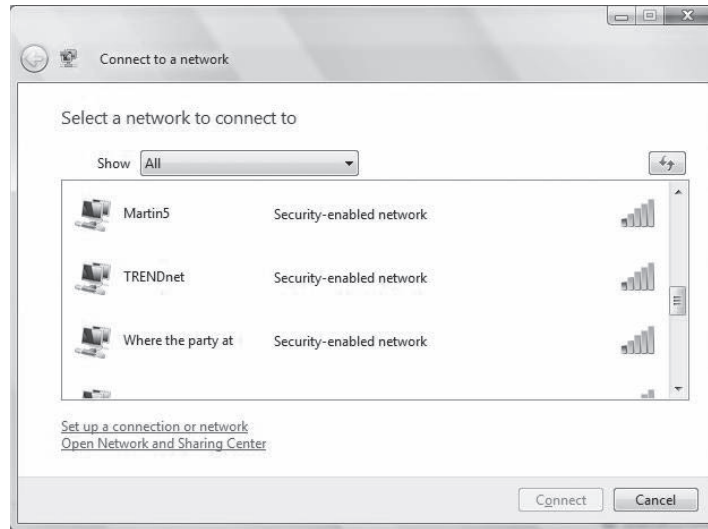 Connect to a network
Select a network to connect to
Show All
Martin5 Security-enabled network
TRENDnet Security-enabled network
Where the party at Security-enabled network
Set up a connection or network
Open Network and Sharing Center
Connect Cancel